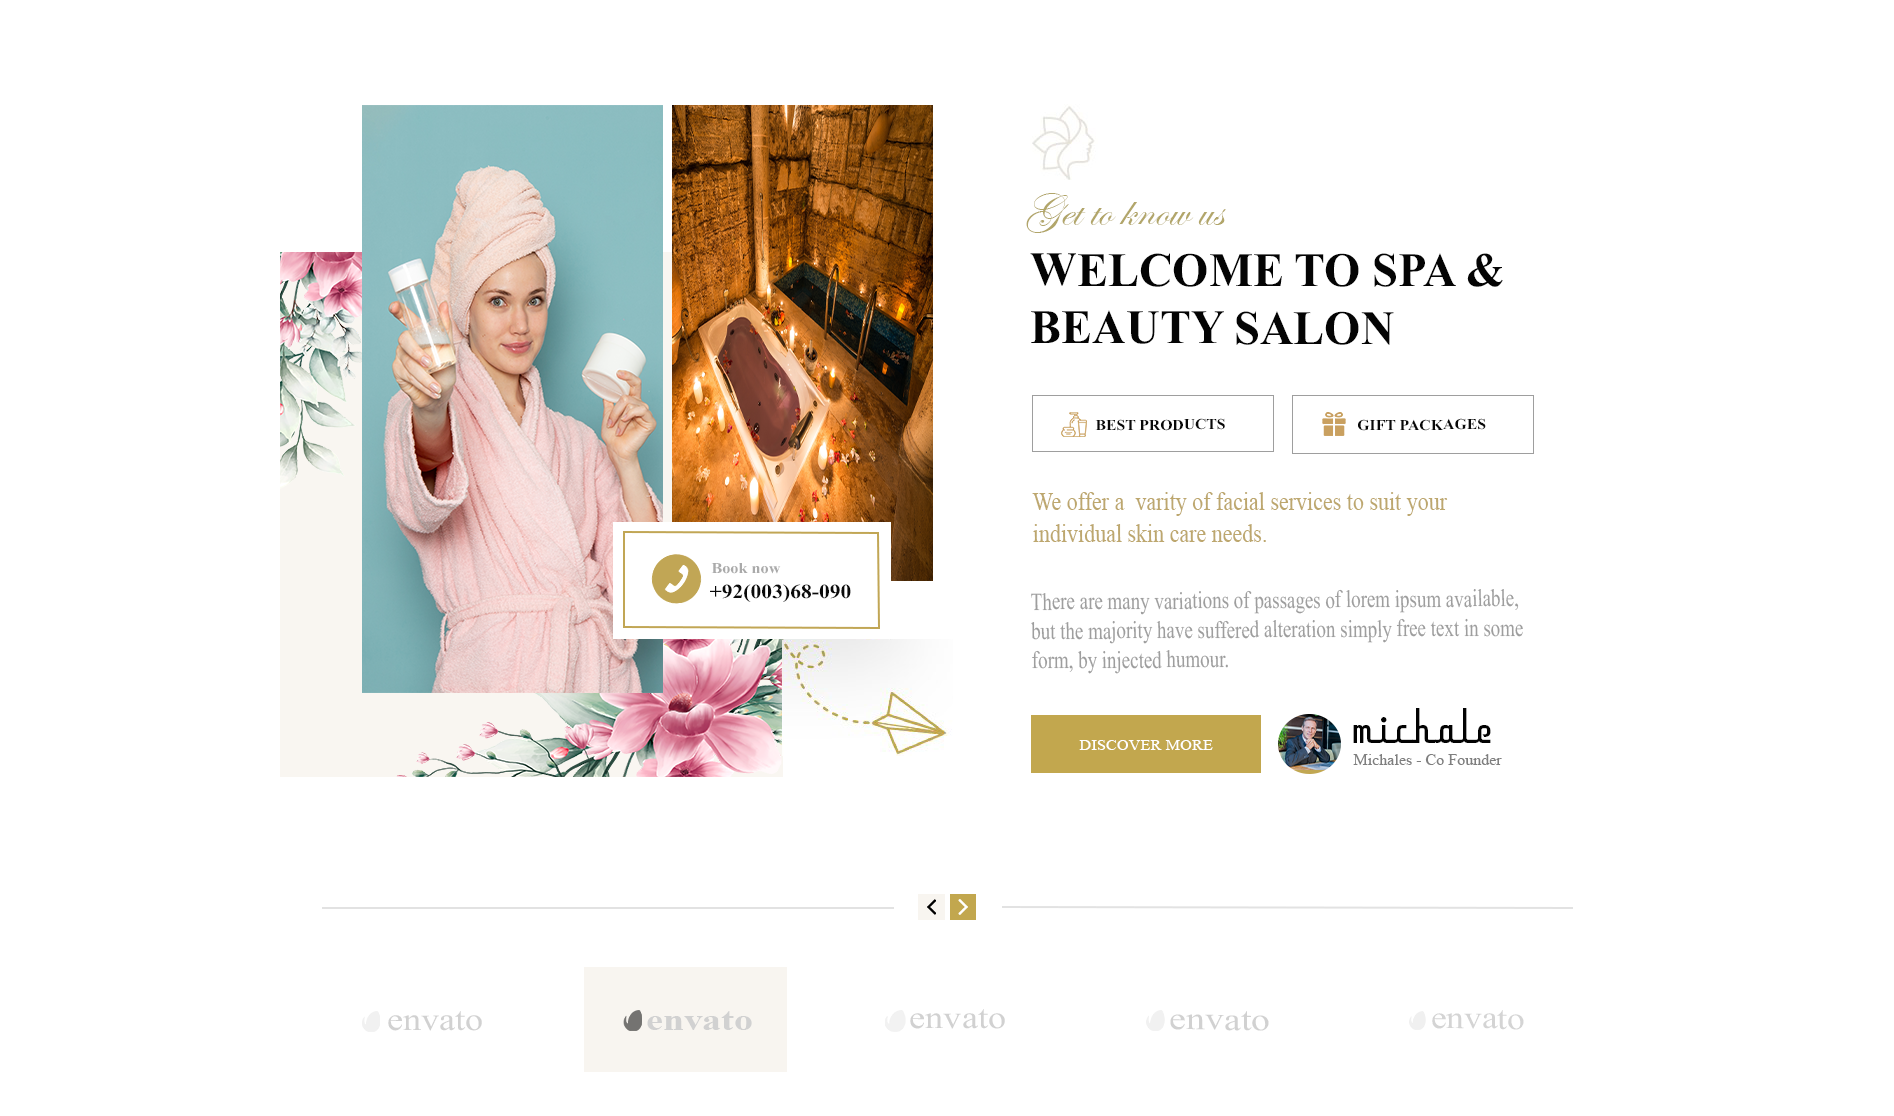 Get to know us
WELCOME TO SPA &
BEAUTY SALON
BEST PRODUCTS
GIFT PACKAGES
We offer a varity of facial services to suit your
individual skin care needs.
Book now
+92(003)68-090
There are many variations of passages of lorem ipsum available,
but the majority have suffered alteration simply free text in some
form, by injected humour.
DISCOVER MORE
michale
Michales - Co Founder
envato
envato
envato
envato
envato